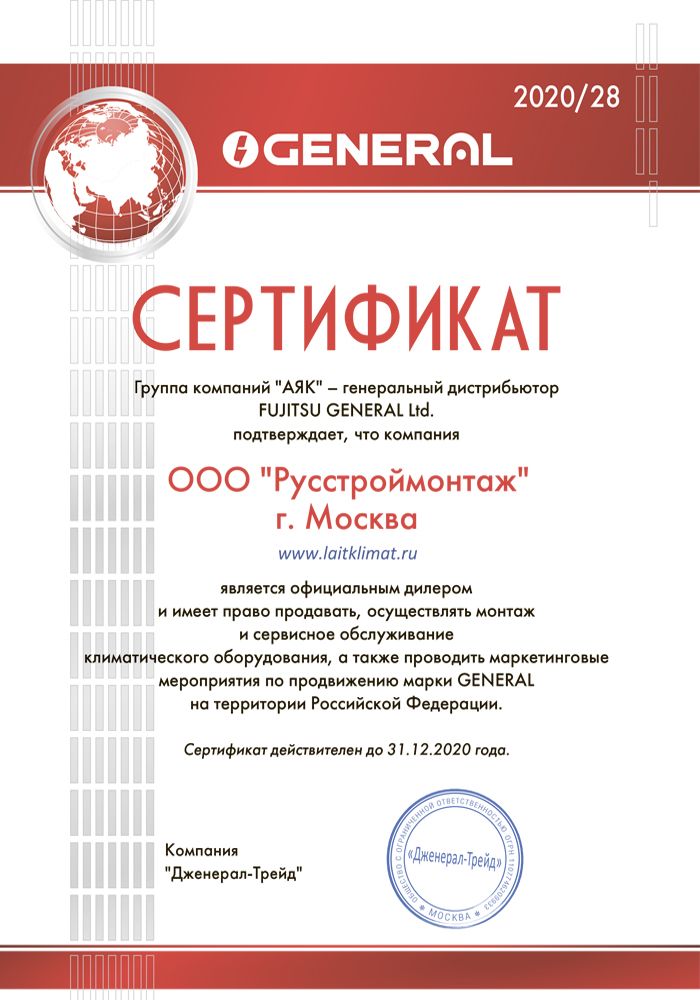 2020/28
GENERAL
СЕРТИФИКАТ
Группа компаний "АЯК" – генеральный дистрибьютор
FUJITSU GENERAL Ltd.
подтверждает, что компания
ООО "Русстроймонтаж"
г. Москва
www.laitklimat.ru
является официальным дилером
и имеет право продавать, осуществлять монтаж
и сервисное обслуживание
климатического оборудования, а также проводить маркетинговые
мероприятия по продвижению марки GENERAL
на территории Российской Федерации.
Сертификат действителен до 31.12.2020 года.
Компания
"Дженерал-Трейд"
ОБЩЕСТВО С ОГРАНИЧЕННОЙ ОТВЕТСТВЕННОСТЬЮ ОГРН
«Дженерал-Трейд»
* МОСКВА *